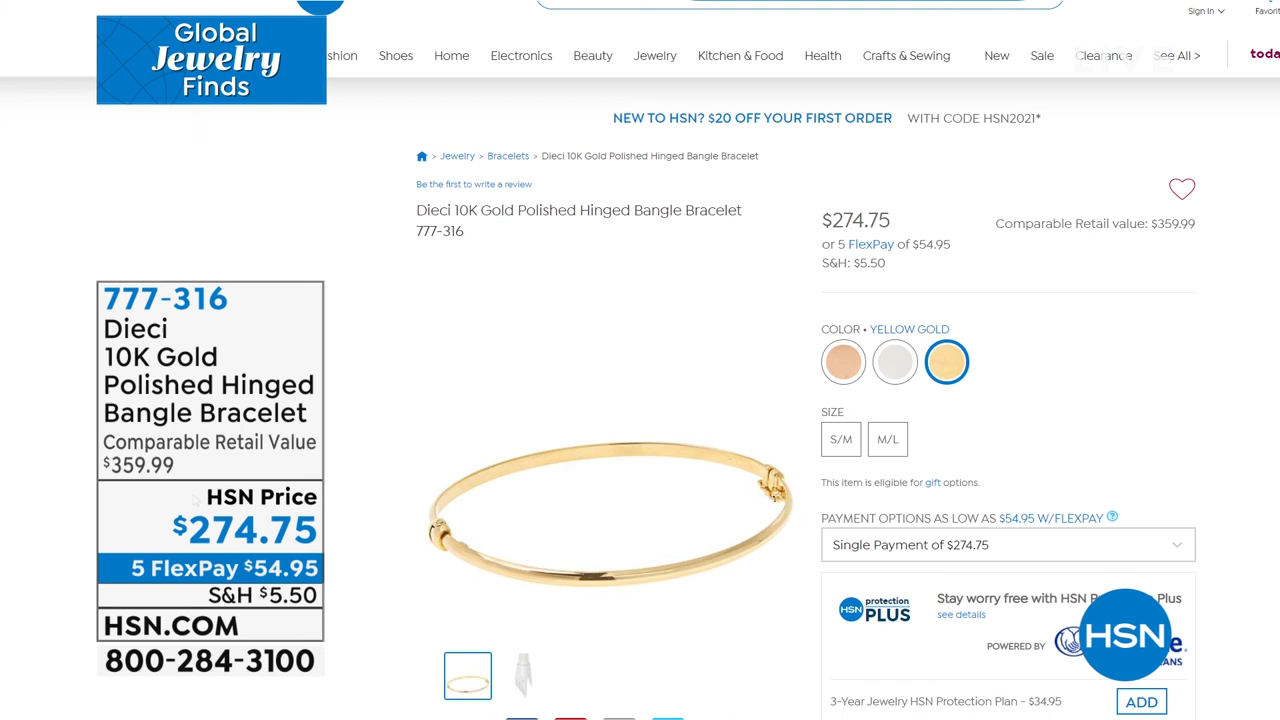 Global
Jewelry
Finds
Sign In
Shoes
Home
Electronics
Beauty
Jewelry
Kitchen & Food
Health
Crafts & Sewing
New
Sale
Clearance
See All >
NEW TO HSN? $20 OFF YOUR FIRST ORDER WITH CODE HSN2021*
> Jewelry > Bracelets > Dieci 10K Gold Polished Hinged Bangle Bracelet
Be the first to write a review
Dieci 10K Gold Polished Hinged Bangle Bracelet
777-316
$274.75
Comparable Retail value: $359.99
or 5 FlexPay of $54.95
S&H: $5.50
COLOR • YELLOW GOLD
SIZE
S/M
M/L
This item is eligible for gift options.
PAYMENT OPTIONS AS LOW AS $54.95 W/FLEXPAY ?
Single Payment of $274.75
HSN protection
PLUS
Stay worry free with HSN Plus
see details
POWERED BY
HSN
3-Year Jewelry HSN Protection Plan - $34.95
ADD
777-316
Dieci
10K Gold
Polished Hinged
Bangle Bracelet
Comparable Retail Value
$359.99
HSN Price
$274.75
5 FlexPay $54.95
S&H $5.50
HSN.COM
800-284-3100